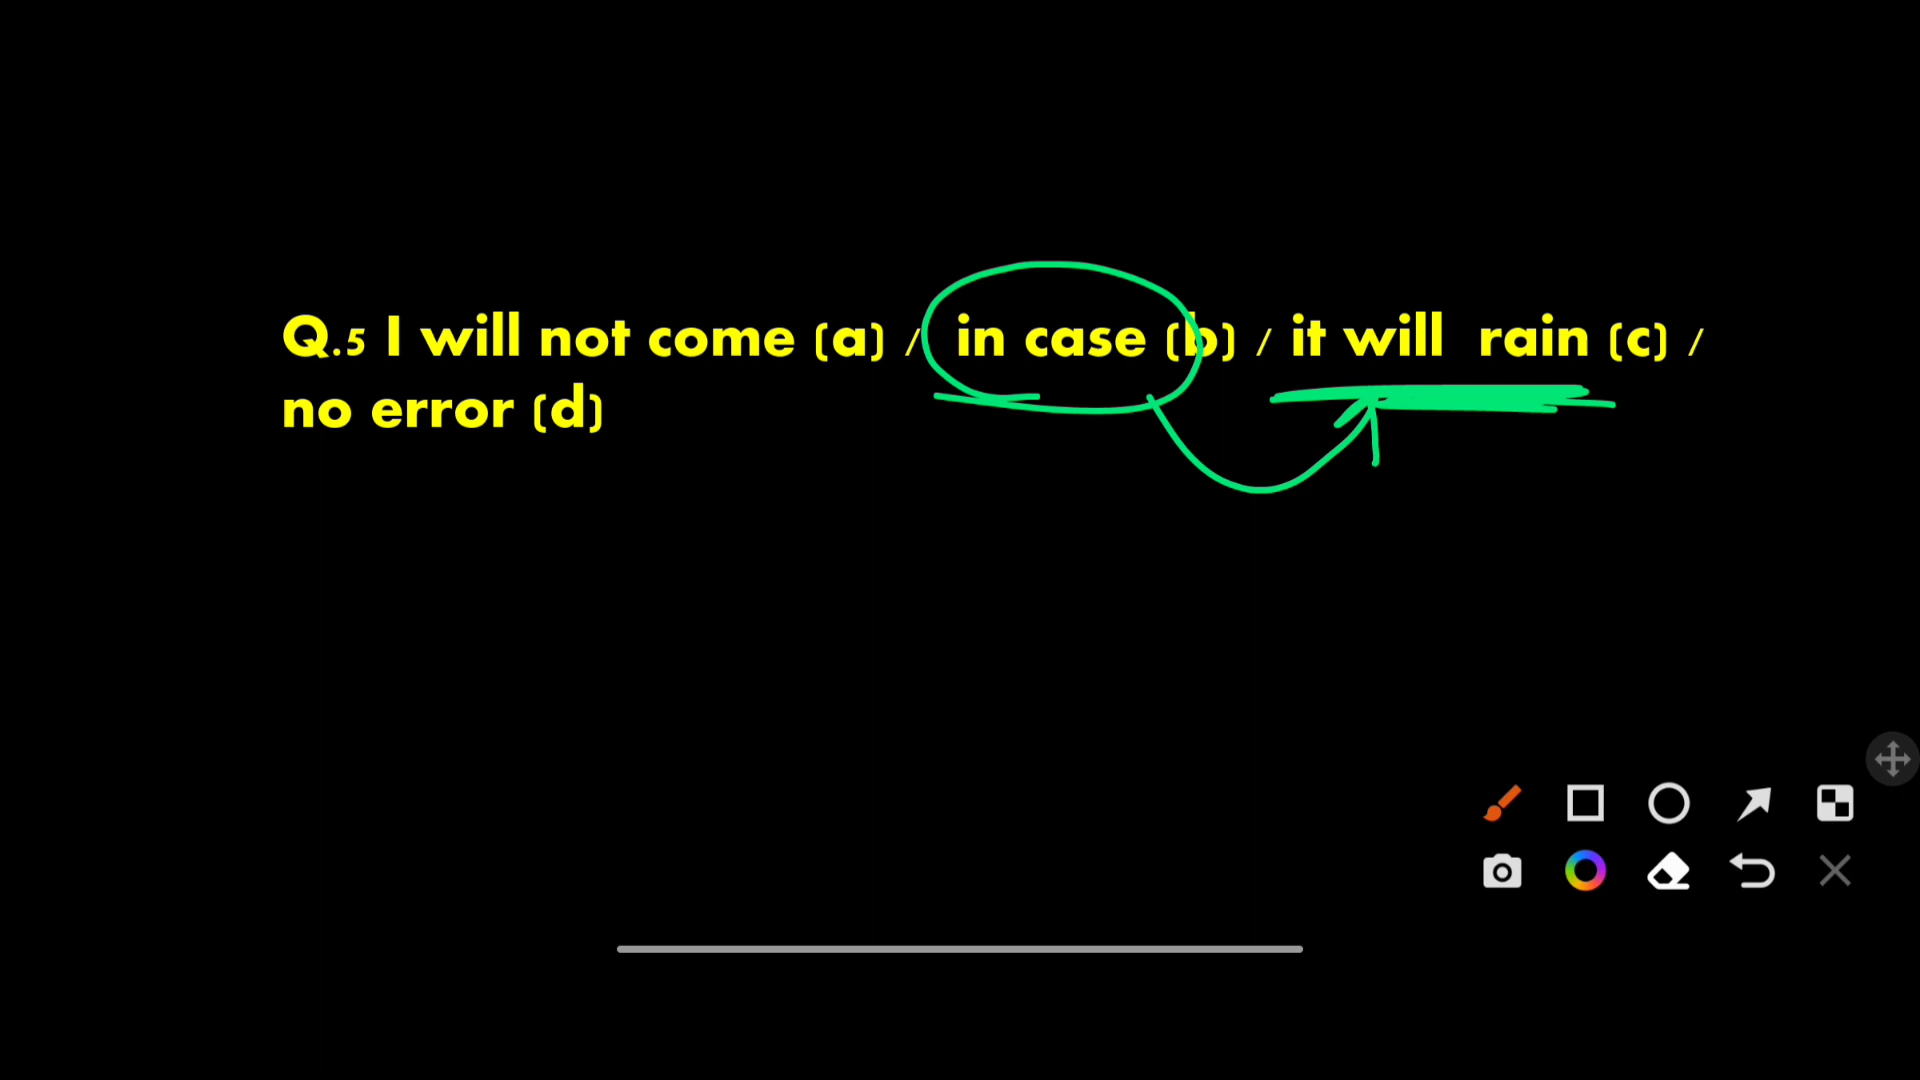 Q.5 I will not come (a) / in case (b) / it will rain (c) /
no error (d)